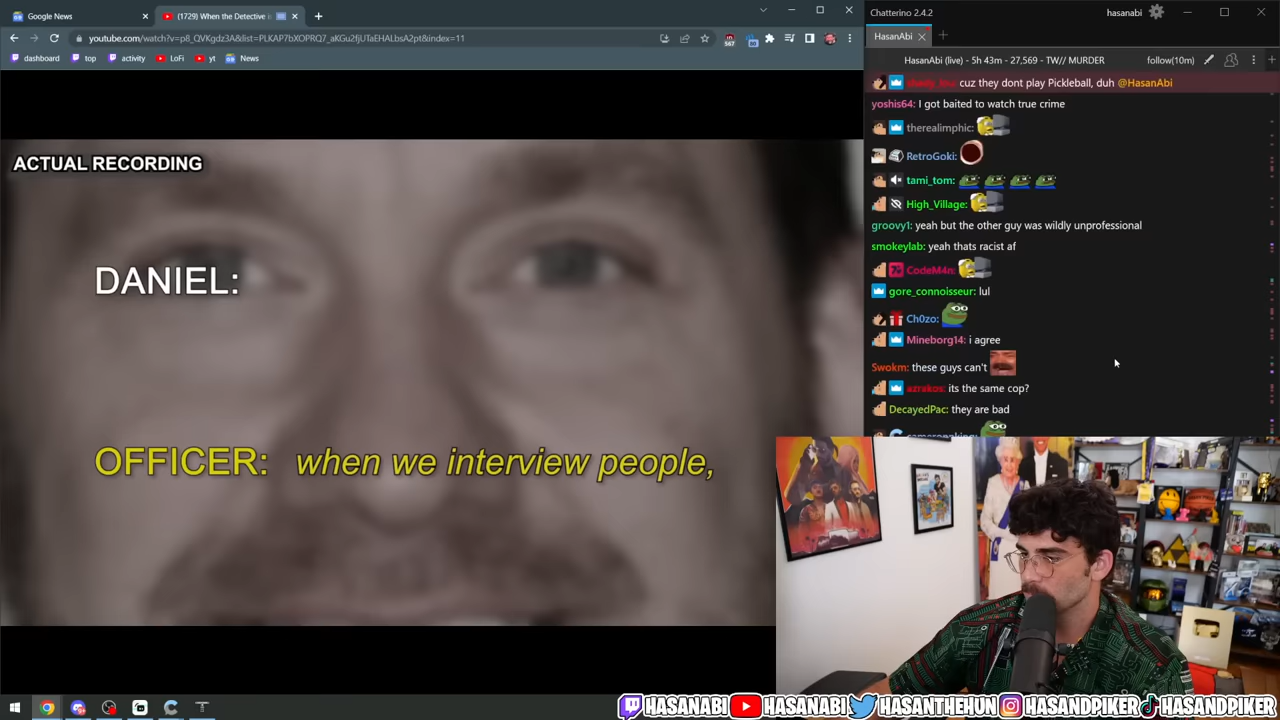 Google News
(1729) When the Detective is
youtube.com/watch?v=p8_QVKgdz3A&list=PLKAP7bXOPRQ7_aKGu2fjUTaEHALbsA2pt&index=11
567
80
dashboard
top
activity
LoFi
yt
News
ACTUAL RECORDING
DANIEL:
OFFICER: when we interview people,
Chatterino 2.4.2
hasanabi
HasanAbi
HasanAbi (live) - 5h 43m - 27,569 - TW// MURDER
follow(10m)
cuz they dont play Pickleball, duh @HasanAbi
yoshis64: I got baited to watch true crime
therealimphic:
RetroGoki:
tami_tom:
High_Village:
groovy1: yeah but the other guy was wildly unprofessional
smokeylab: yeah thats racist af
CodeM4n:
gore_connoisseur: lul
Ch0zo:
Mineborg14: i agree
Swokm: these guys can't
azrakos: its the same cop?
DecayedPac: they are bad
HASANABI
HASANABI
HASANTHEHUN
HASANDPIKER
HASANDPIKER